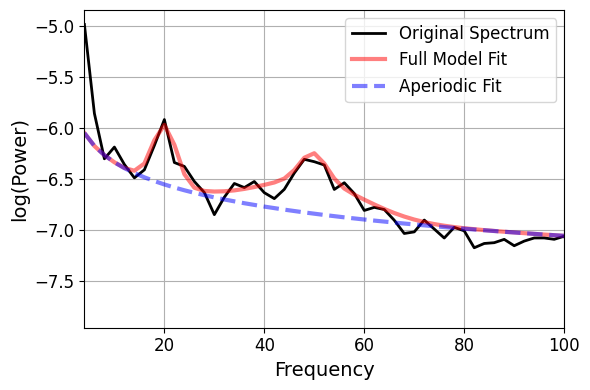 Original Spectrum
Full Model Fit
Aperiodic Fit
log(Power)
−5.0
−5.5
−6.0
−6.5
−7.0
−7.5
20
40
60
80
100
Frequency